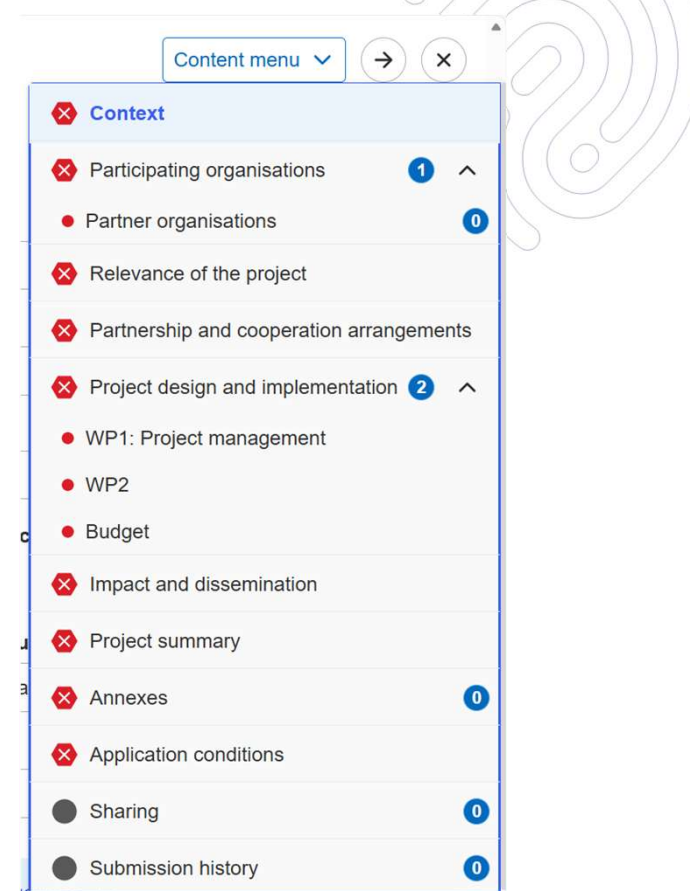 Content menu
Context
Participating organisations 1
Partner organisations 0
Relevance of the project
Partnership and cooperation arrangements
Project design and implementation 2
WP1: Project management
WP2
Budget
Impact and dissemination
Project summary
Annexes 0
Application conditions
Sharing 0
Submission history 0